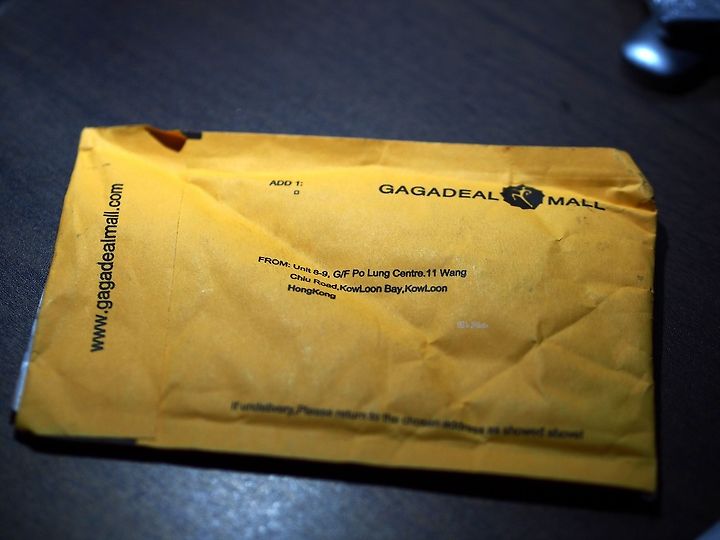 ADD 1:
GAGADEAL MALL
www.gagadealmall.com
FROM: Unit 8-9, G/F Po Lung Centre.11 Wang
Chiu Road,KowLoon Bay,KowLoon
HongKong
If undelivery,Please return to the chosen address as showed above!